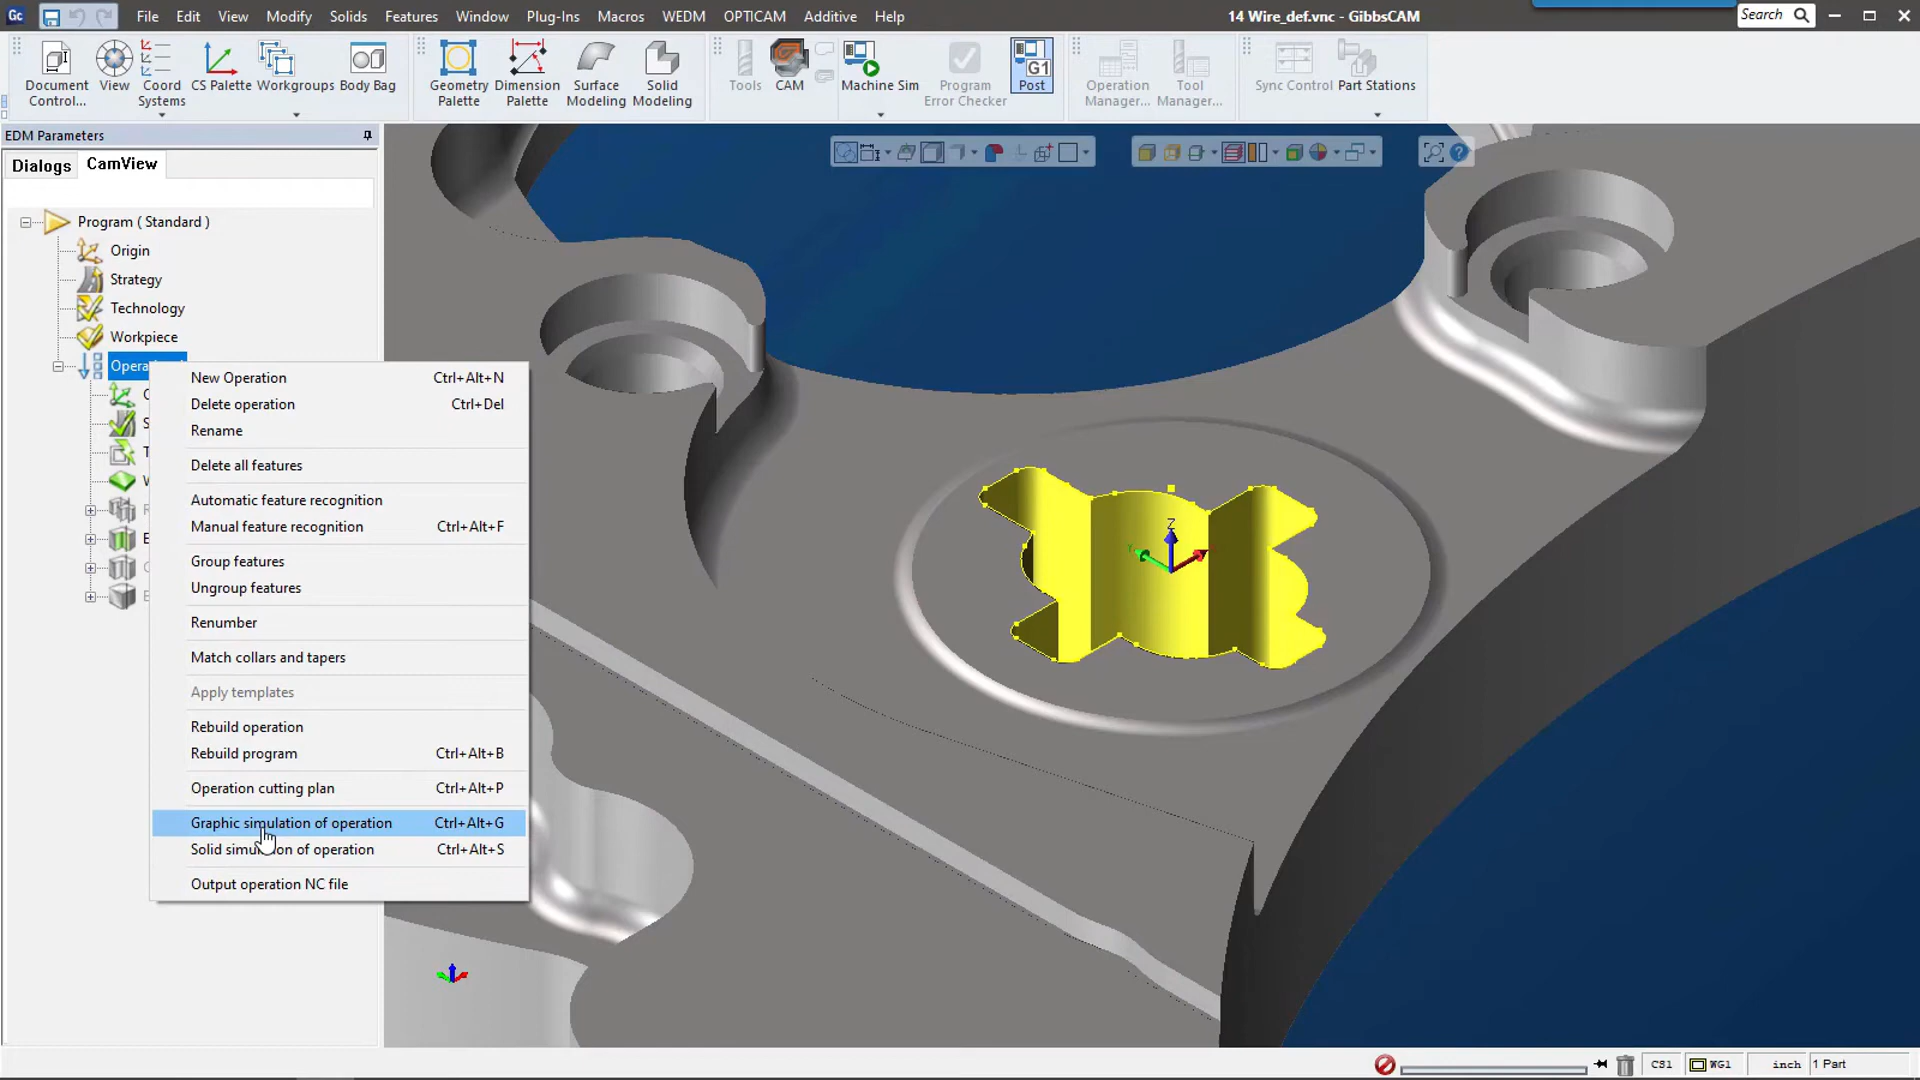 Gc File Edit View Modify Solids Features Window Plug-Ins Macros WEDM OPTICAM Additive Help 14 Wire_def.vnc - GibbsCAM Search
Document Control... View Coord Systems CS Palette Workgroups Body Bag Geometry Palette Dimension Palette Surface Modeling Solid Modeling Tools CAM Machine Sim Program Error Checker G1 Post Operation Manager... Tool Manager... Sync Control Part Stations
EDM Parameters
Dialogs CamView
Program ( Standard )
Origin
Strategy
Technology
Workpiece
Opera
New Operation Ctrl+Alt+N
Delete operation Ctrl+Del
Rename
Delete all features
Automatic feature recognition
Manual feature recognition Ctrl+Alt+F
Group features
Ungroup features
Renumber
Match collars and tapers
Apply templates
Rebuild operation
Rebuild program Ctrl+Alt+B
Operation cutting plan Ctrl+Alt+P
Graphic simulation of operation Ctrl+Alt+G
Solid simulation of operation Ctrl+Alt+S
Output operation NC file
Z
Y
CS1 WG1 inch 1 Part